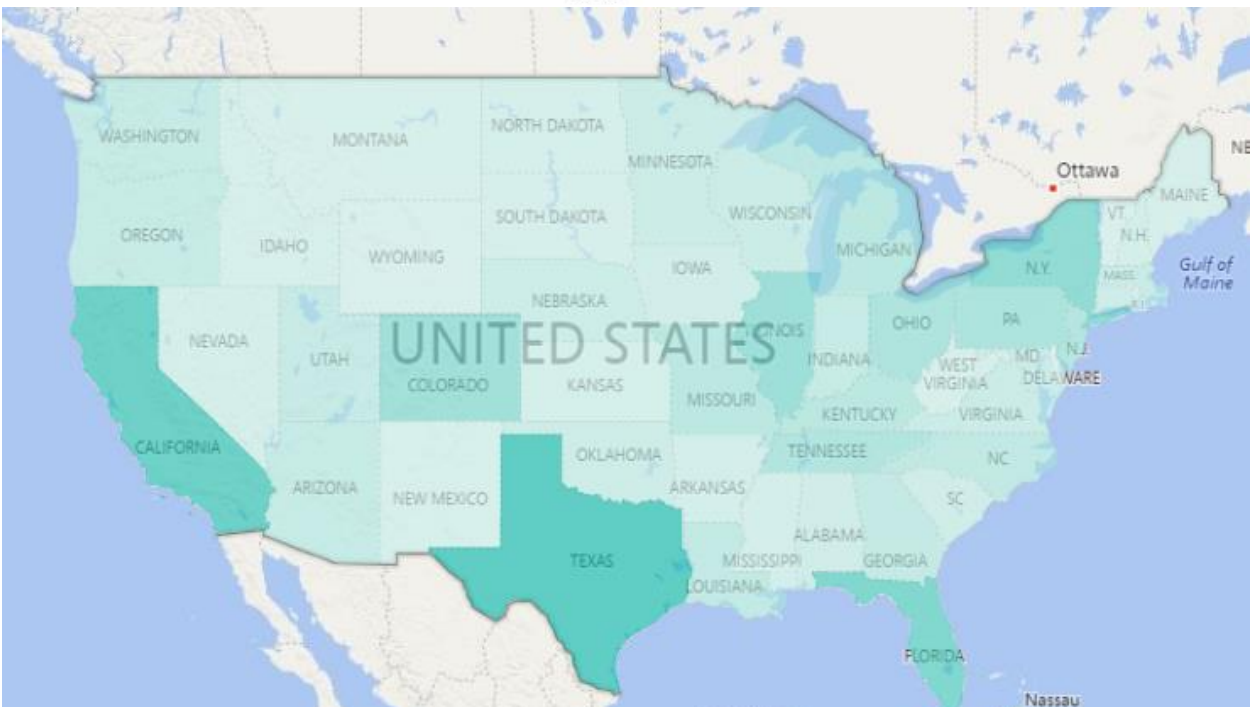 Ottawa
NE
WASHINGTON
MONTANA
NORTH DAKOTA
MINNESOTA
MAINE
VT.
N.H.
OREGON
IDAHO
WYOMING
SOUTH DAKOTA
WISCONSIN
MICHIGAN
N.Y.
MASS.
R.I.
Gulf of
Maine
IOWA
NEBRASKA
NEVADA
UTAH
UNITED STATES
COLORADO
KANSAS
MISSOURI
INDIANA
OHIO
PA
N.J.
MD.
DELAWARE
WEST
VIRGINIA
KENTUCKY
VIRGINIA
CALIFORNIA
ARIZONA
NEW MEXICO
OKLAHOMA
ARKANSAS
TENNESSEE
NC
SC
TEXAS
MISSISSIPPI
ALABAMA
GEORGIA
LOUISIANA
FLORIDA
Nassau